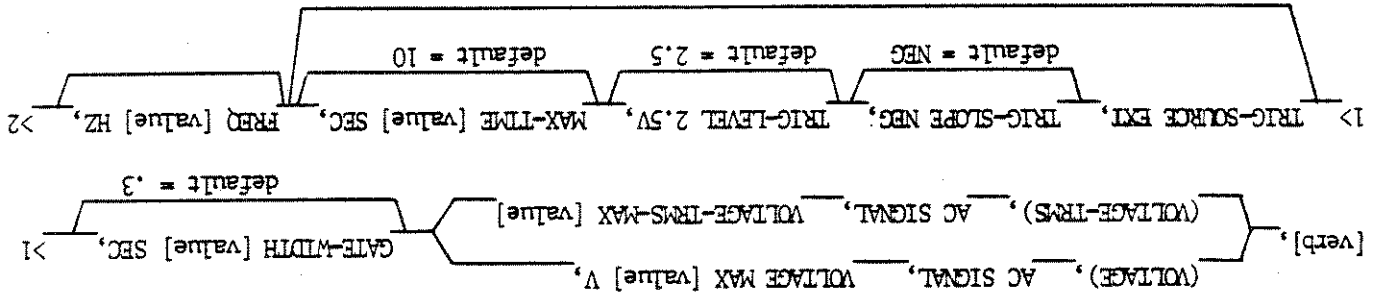 (VOLTAGE), AC SIGNAL, VOLTAGE MAX [value] V,
[verb], GATE-WIDTH [value] SEC, >1
(VOLTAGE-TRMS), AC SIGNAL, VOLTAGE-TRMS-MAX [value]
default = .3
>1 TRIG-SOURCE EXT, TRIG-SLOPE NEG, TRIG-LEVEL 2.5V, MAX-TIME [value] SEC, FREQ [value] HZ, >2
default = NEG default = 2.5 default = 10